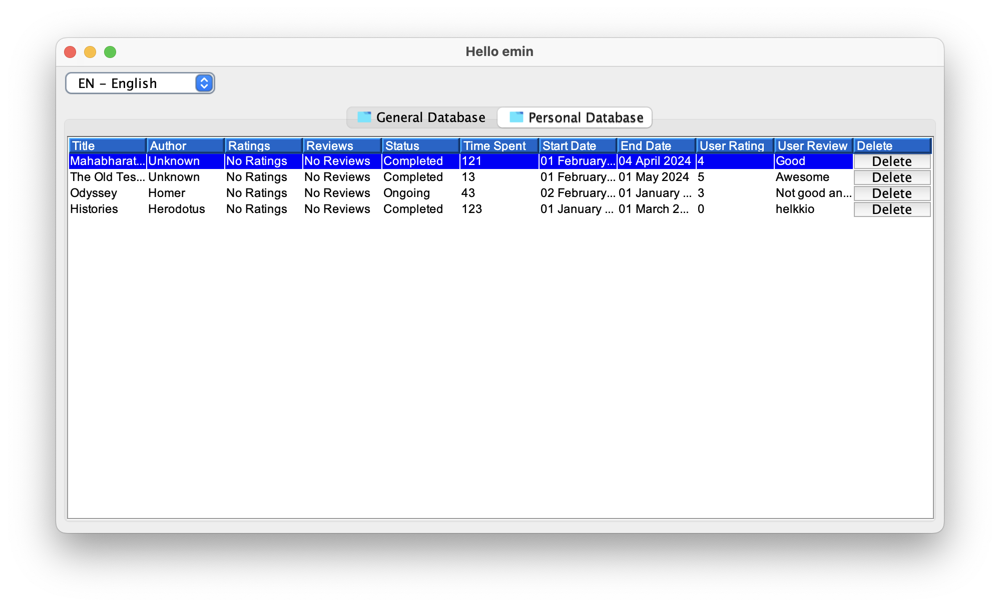 Hello emin
EN – English
General Database Personal Database
Title Author Ratings Reviews Status Time Spent Start Date End Date User Rating User Review Delete
Mahabharat... Unknown No Ratings No Reviews Completed 121 01 February... 04 April 2024 4 Good Delete
The Old Tes... Unknown No Ratings No Reviews Completed 13 01 February... 01 May 2024 5 Awesome Delete
Odyssey Homer No Ratings No Reviews Ongoing 43 02 February... 01 January ... 3 Not good an... Delete
Histories Herodotus No Ratings No Reviews Completed 123 01 January ... 01 March 2... 0 helkkio Delete